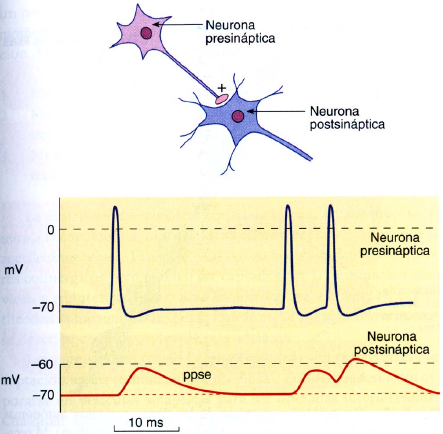 Neurona
presináptica
+
Neurona
postsináptica
0
Neurona
presináptica
mV
–70
Neurona
postsináptica
–60
ppse
mV
–70
10 ms